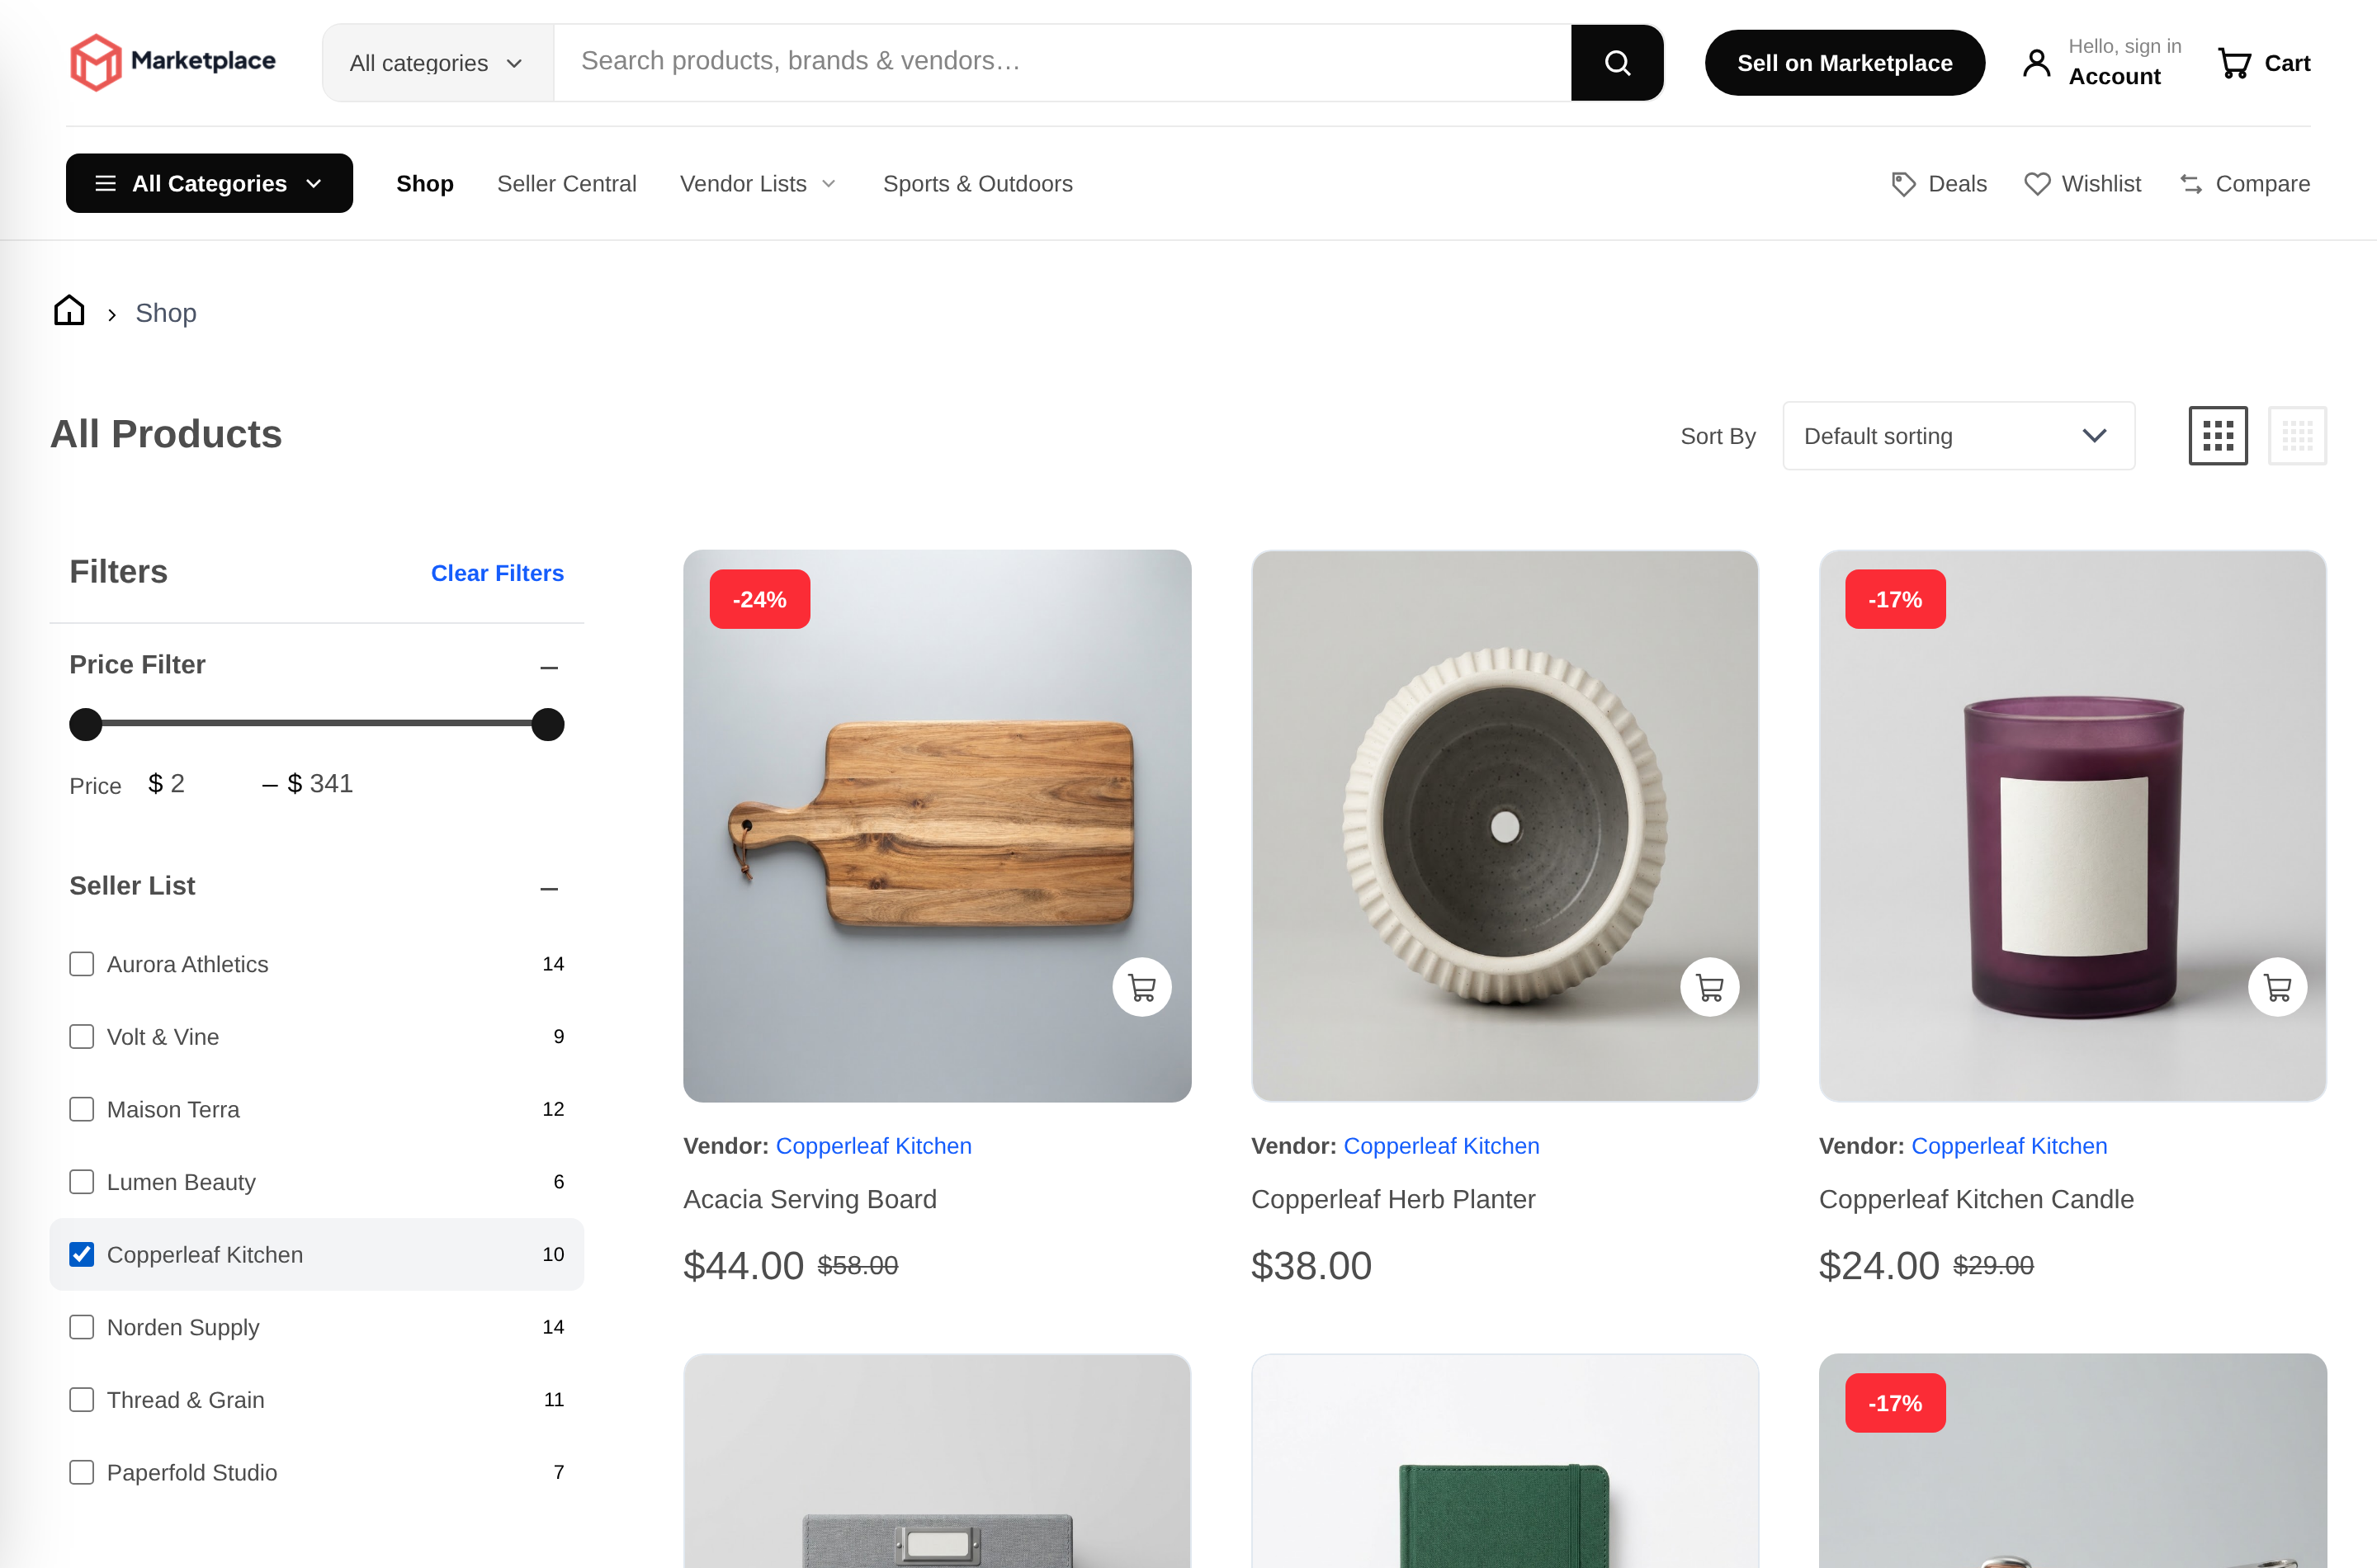 Marketplace
All categories
Search products, brands & vendors…
Sell on Marketplace
Hello, sign in
Account
Cart
All Categories
Shop
Seller Central
Vendor Lists
Sports & Outdoors
Deals
Wishlist
Compare
› Shop
All Products
Sort By
Default sorting
Filters
Clear Filters
Price Filter –
Price $ 2 – $ 341
Seller List –
Aurora Athletics 14
Volt & Vine 9
Maison Terra 12
Lumen Beauty 6
Copperleaf Kitchen 10
Norden Supply 14
Thread & Grain 11
Paperfold Studio 7
-24%
Vendor: Copperleaf Kitchen
Acacia Serving Board
$44.00 $58.00
Vendor: Copperleaf Kitchen
Copperleaf Herb Planter
$38.00
-17%
Vendor: Copperleaf Kitchen
Copperleaf Kitchen Candle
$24.00 $29.00
-17%